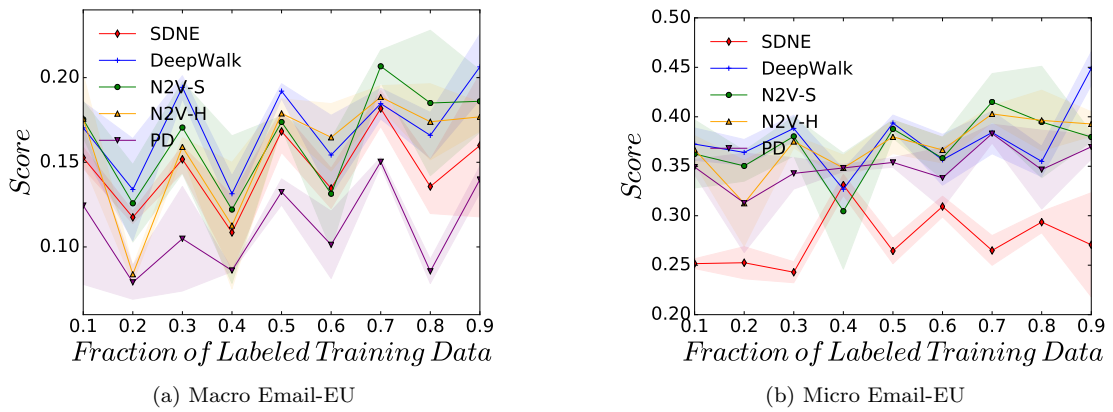 SDNE
DeepWalk
N2V-S
N2V-H
PD
0.20
0.15
0.10
Score
0.1 0.2 0.3 0.4 0.5 0.6 0.7 0.8 0.9
Fraction of Labeled Training Data
(a) Macro Email-EU
0.50
SDNE
DeepWalk
N2V-S
N2V-H
PD
0.45
0.40
0.35
0.30
0.25
0.20
Score
0.1 0.2 0.3 0.4 0.5 0.6 0.7 0.8 0.9
Fraction of Labeled Training Data
(b) Micro Email-EU